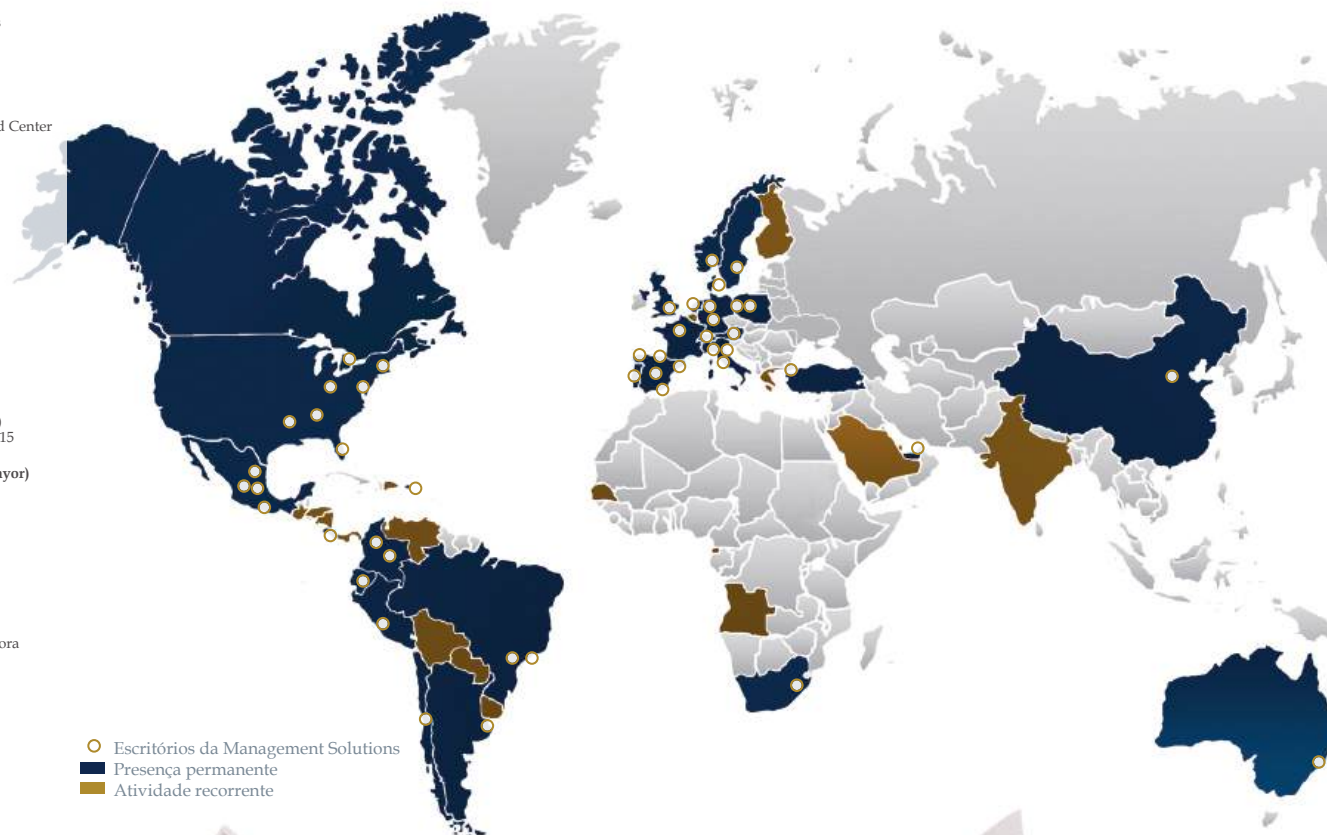 d Center
)
15
ayor)
ora
Escritórios da Management Solutions
Presença permanente
Atividade recorrente